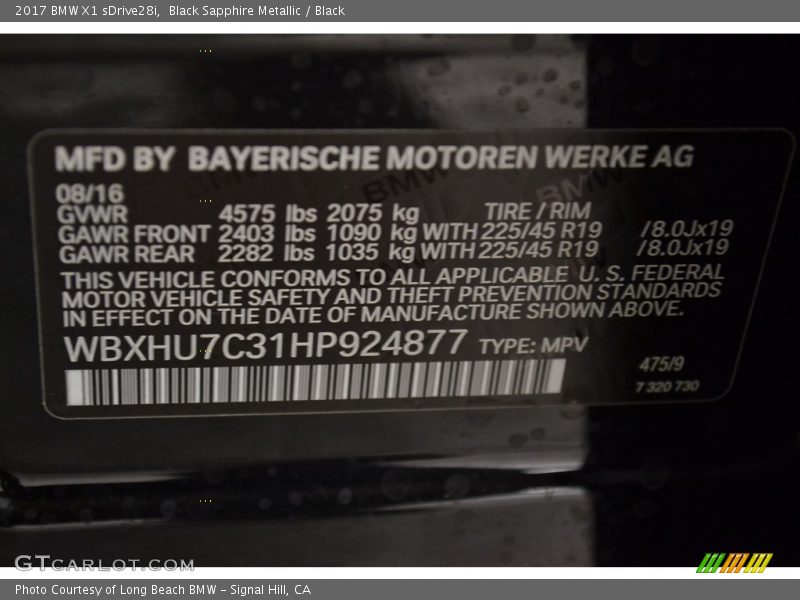 2017 BMW X1 sDrive28i, Black Sapphire Metallic / Black
MFD BY BAYERISCHE MOTOREN WERKE AG
08/16
GVWR 4575 lbs 2075 kg TIRE / RIM
GAWR FRONT 2403 lbs 1090 kg WITH 225/45 R19 /8.0Jx19
GAWR REAR 2282 lbs 1035 kg WITH 225/45 R19 /8.0Jx19
THIS VEHICLE CONFORMS TO ALL APPLICABLE U.S. FEDERAL
MOTOR VEHICLE SAFETY AND THEFT PREVENTION STANDARDS
IN EFFECT ON THE DATE OF MANUFACTURE SHOWN ABOVE.
WBXHU7C31HP924877 TYPE: MPV
475/9
7 320 730
GTCARLOT.COM
Photo Courtesy of Long Beach BMW – Signal Hill, CA